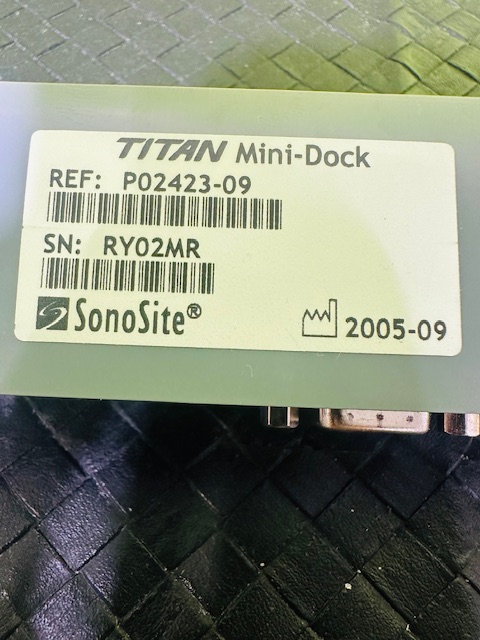 TITAN Mini-Dock
REF: P02423-09
SN: RY02MR
SonoSite®
2005-09